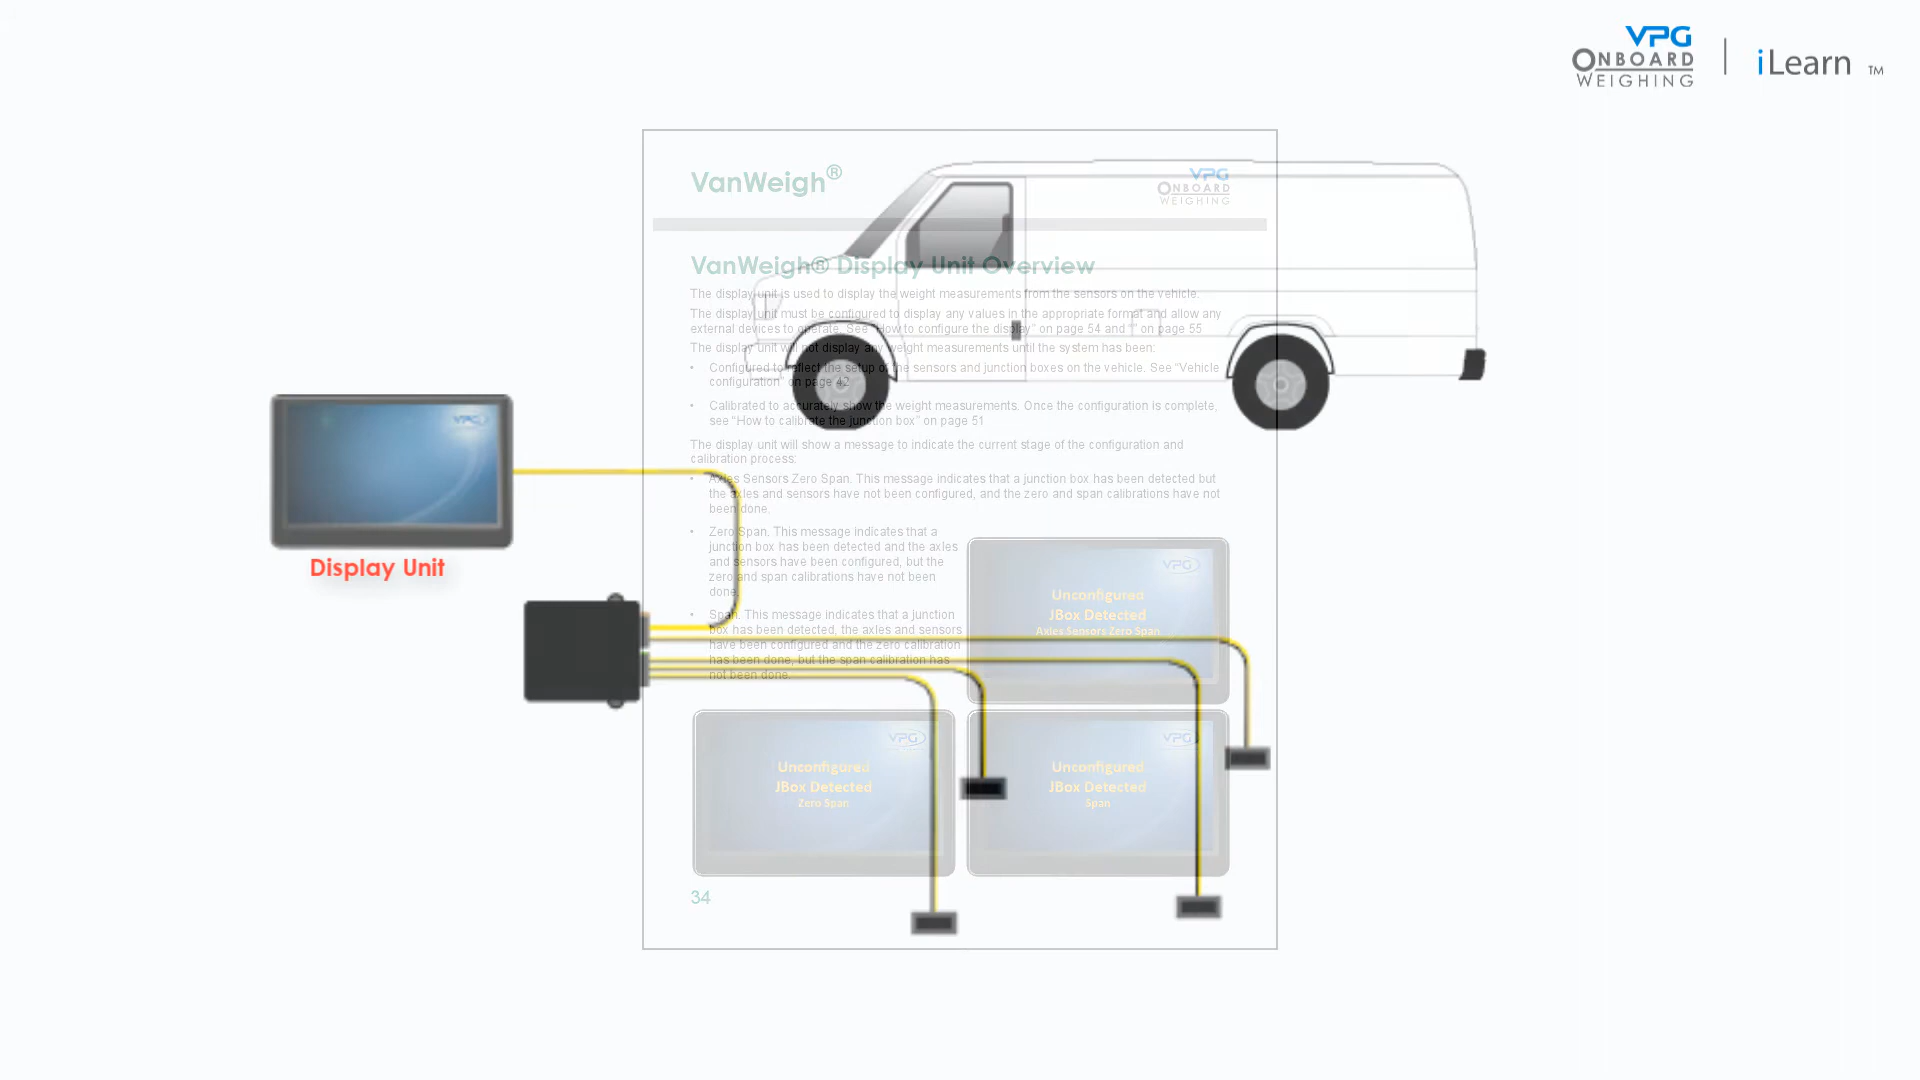 VPG
ONBOARD
WEIGHING
iLearn TM
VanWeigh®
VPG
ONBOARD
WEIGHING
VanWeigh® Display Unit Overview
The display unit is used to display the weight measurements from the sensors on the vehicle.
The display unit must be configured to display any values in the appropriate format and allow any
external devices to operate. See "How to configure the display" on page 54 and "" on page 55
The display unit will not display any weight measurements until the system has been:
• Configured to reflect the setup of the sensors and junction boxes on the vehicle. See "Vehicle
configuration" on page 42
• Calibrated to accurately show the weight measurements. Once the configuration is complete,
see "How to calibrate the junction box" on page 51
The display unit will show a message to indicate the current stage of the configuration and
calibration process:
• Axles Sensors Zero Span. This message indicates that a junction box has been detected but
the axles and sensors have not been configured, and the zero and span calibrations have not
been done.
• Zero Span. This message indicates that a
junction box has been detected and the axles
and sensors have been configured, but the
zero and span calibrations have not been
done.
• Span. This message indicates that a junction
box has been detected, the axles and sensors
have been configured and the zero calibration
has been done, but the span calibration has
not been done.
VPG
Display Unit
VPG
Unconfigured
JBox Detected
Axles Sensors Zero Span
VPG
Unconfigured
JBox Detected
Zero Span
VPG
Unconfigured
JBox Detected
Span
34